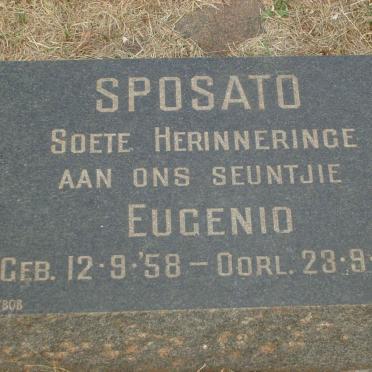 SPOSATO
SOETE HERINNERINGE
AAN ONS SEUNTJIE
EUGENIO
GEB. 12·9·'58 – OORL. 23·9·